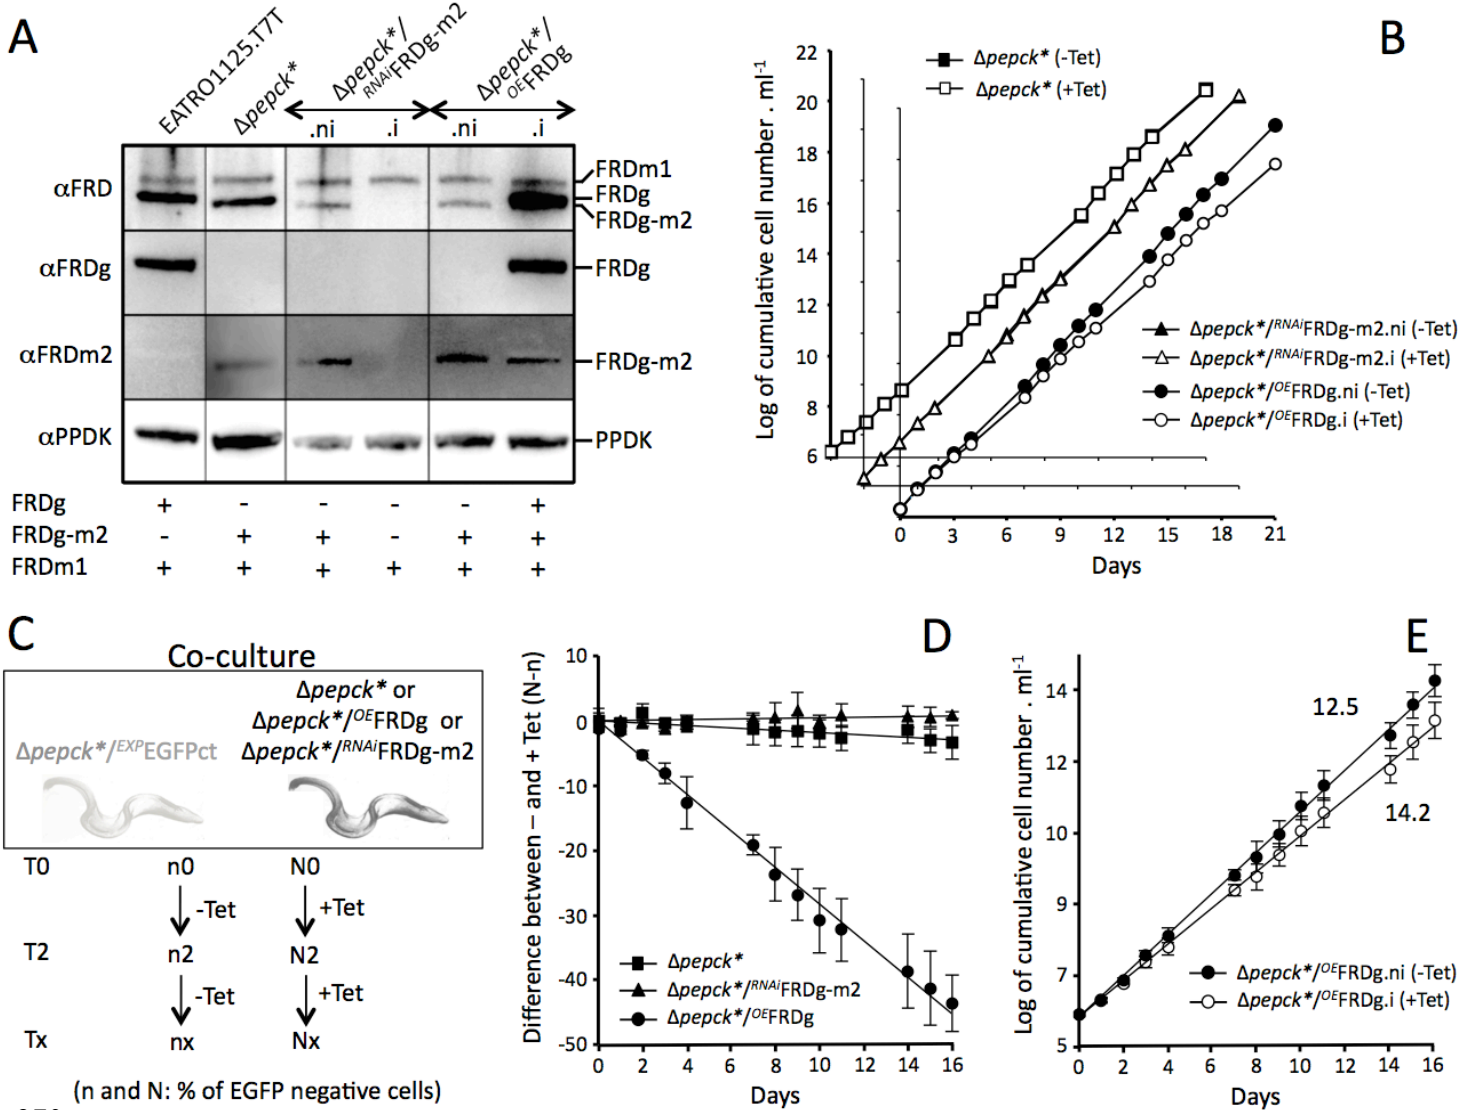 A
EATRO1125.T7T
Δpepck*
Δpepck*/
RNAiFRDg-m2
Δpepck*/
OEFRDg
.ni
.i
.ni
.i
αFRD
FRDm1
FRDg
FRDg-m2
αFRDg
FRDg
αFRDm2
FRDg-m2
αPPDK
PPDK
FRDg + - - - - +
FRDg-m2 - + + - + +
FRDm1 + + + + + +
B
Log of cumulative cell number . ml-1
22
20
18
16
14
12
10
8
6
Δpepck* (-Tet)
Δpepck* (+Tet)
Δpepck*/RNAiFRDg-m2.ni (-Tet)
Δpepck*/RNAiFRDg-m2.i (+Tet)
Δpepck*/OEFRDg.ni (-Tet)
Δpepck*/OEFRDg.i (+Tet)
0 3 6 9 12 15 18 21
Days
C
Co-culture
Δpepck*/EXPEGFPct
Δpepck* or
Δpepck*/OEFRDg or
Δpepck*/RNAiFRDg-m2
T0 n0 N0
-Tet +Tet
T2 n2 N2
-Tet +Tet
Tx nx Nx
(n and N: % of EGFP negative cells)
D
Difference between – and + Tet (N-n)
10
0
-10
-20
-30
-40
-50
Δpepck*
Δpepck*/RNAiFRDg-m2
Δpepck*/OEFRDg
0 2 4 6 8 10 12 14 16
Days
E
Log of cumulative cell number . ml-1
14
12
10
9
7
5
12.5
14.2
Δpepck*/OEFRDg.ni (-Tet)
Δpepck*/OEFRDg.i (+Tet)
0 2 4 6 8 10 12 14 16
Days